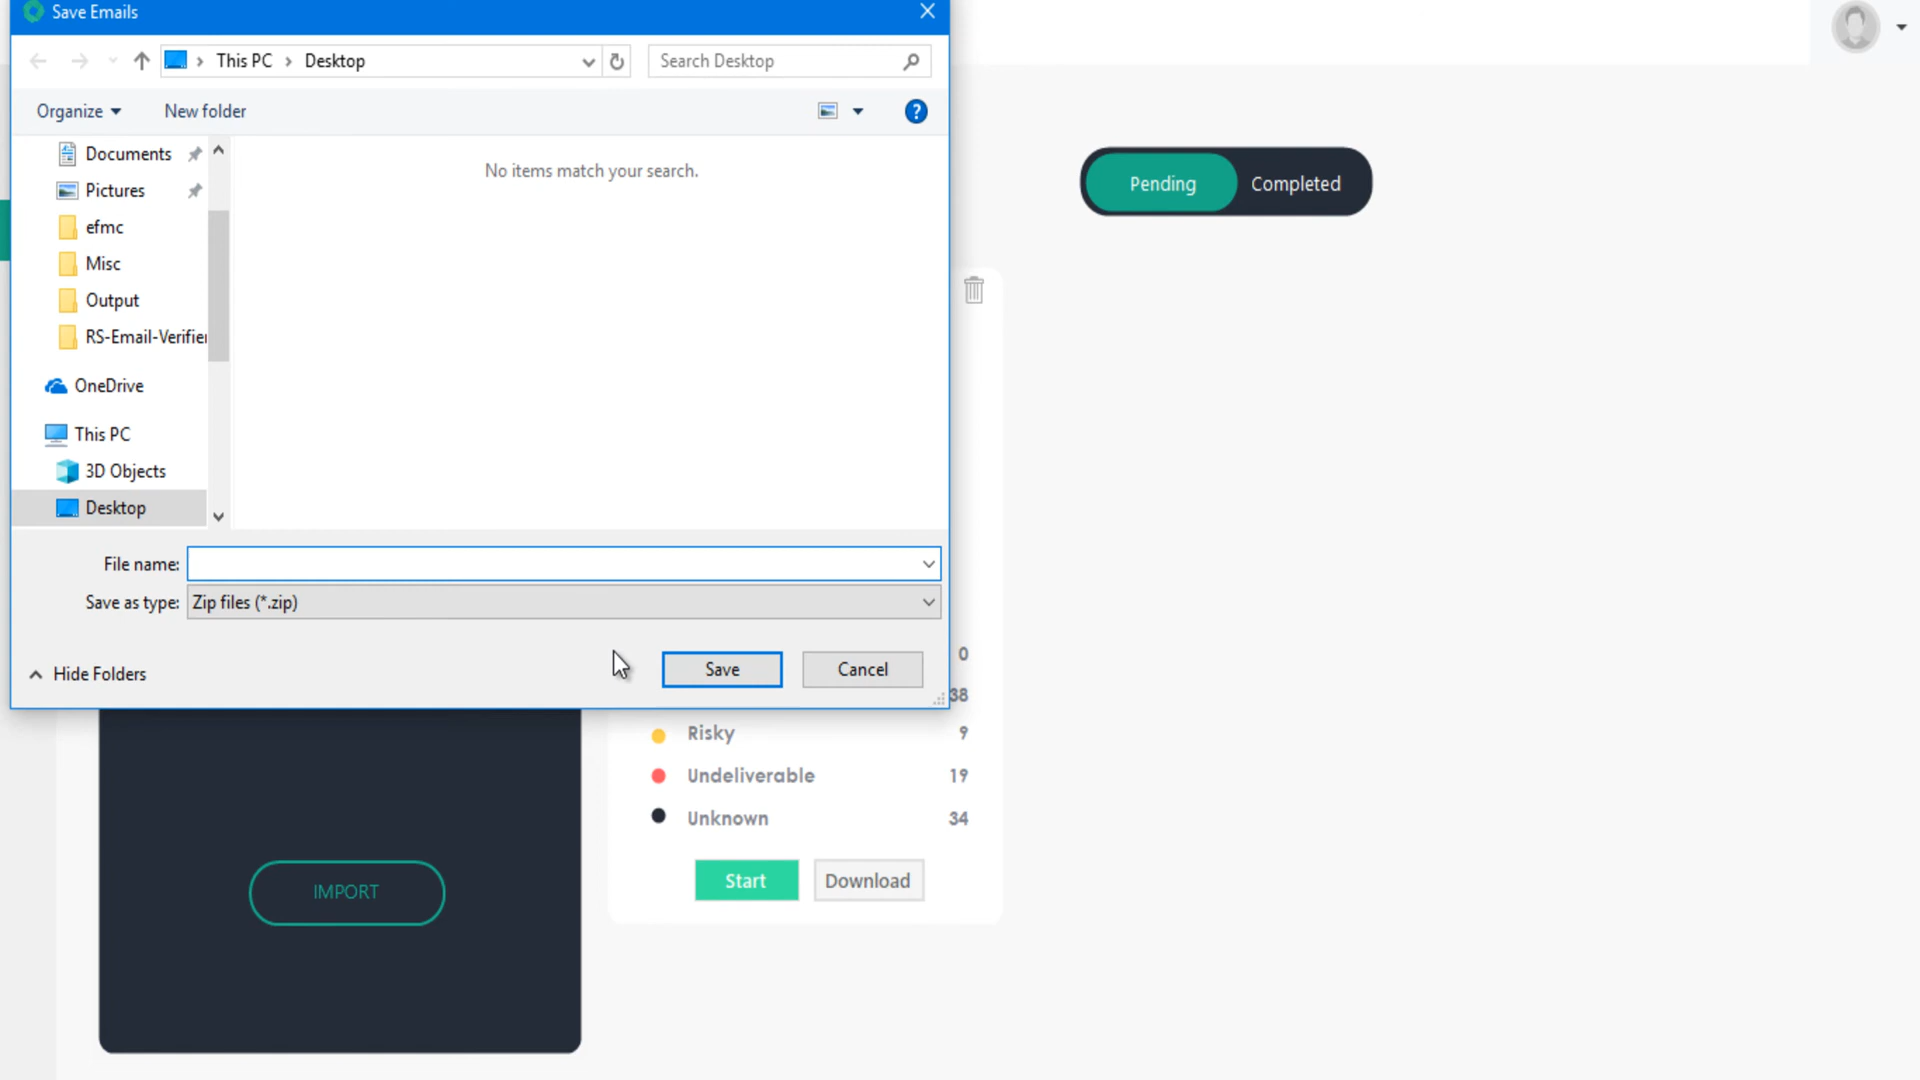 Save Emails
This PC
Desktop
Search Desktop
Organize
New folder
Documents
Pictures
efmc
Misc
Output
RS-Email-Verifier
OneDrive
This PC
3D Objects
Desktop
No items match your search.
File name:
Save as type: Zip files (*.zip)
Hide Folders
Save
Cancel
Pending
Completed
0
38
Risky 9
Undeliverable 19
Unknown 34
Start
Download
IMPORT